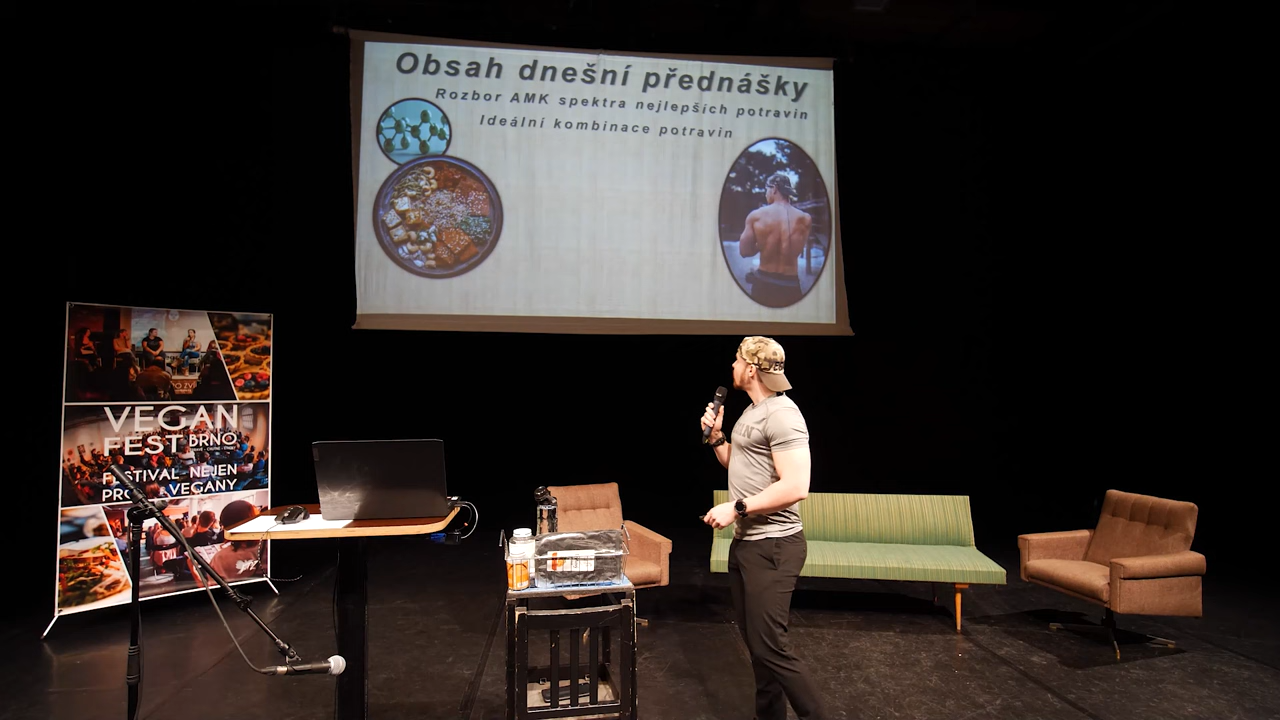 Obsah dnešní přednášky
Rozbor AMK spektra nejlepších potravin
Ideální kombinace potravin
VEGAN
FEST BRNO
FESTIVAL NEJEN
PRO VEGANY